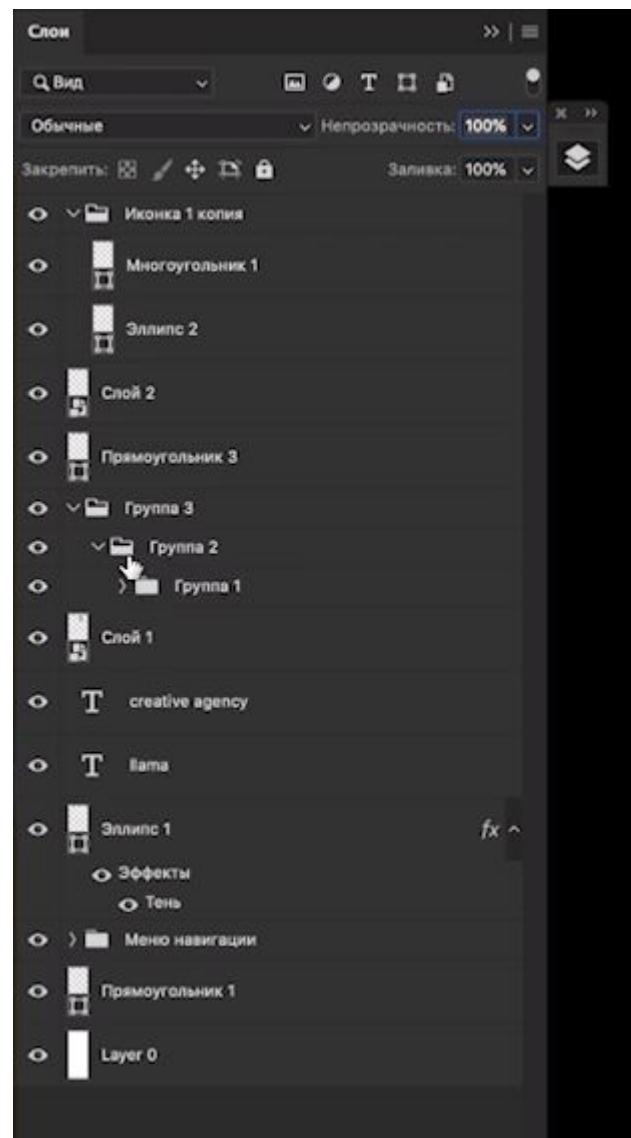 Слои
Вид
Обычные Непрозрачность: 100%
Закрепить: Заливка: 100%
Иконка 1 копия
Многоугольник 1
Эллипс 2
Слой 2
Прямоугольник 3
Группа 3
Группа 2
Группа 1
Слой 1
T creative agency
T llama
Эллипс 1 fx
Эффекты
Тень
Меню навигации
Прямоугольник 1
Layer 0